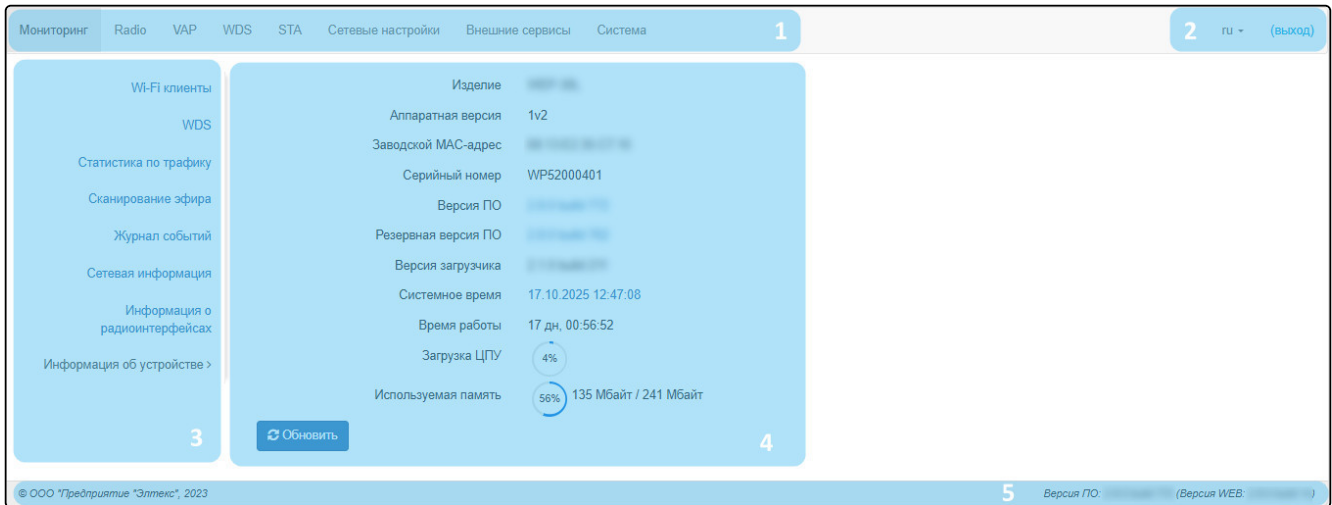 Мониторинг Radio VAP WDS STA Сетевые настройки Внешние сервисы Система 1 2 ru (выход)
Wi-Fi клиенты
WDS
Статистика по трафику
Сканирование эфира
Журнал событий
Сетевая информация
Информация о
радиоинтерфейсах
Информация об устройстве >
3
Изделие
Аппаратная версия 1v2
Заводской MAC-адрес
Серийный номер WP52000401
Версия ПО
Резервная версия ПО
Версия загрузчика
Системное время 17.10.2025 12:47:08
Время работы 17 дн, 00:56:52
Загрузка ЦПУ 4%
Используемая память 56% 135 Мбайт / 241 Мбайт
Обновить 4
© ООО "Предприятие "Элтекс", 2023 5 Версия ПО: (Версия WEB: )